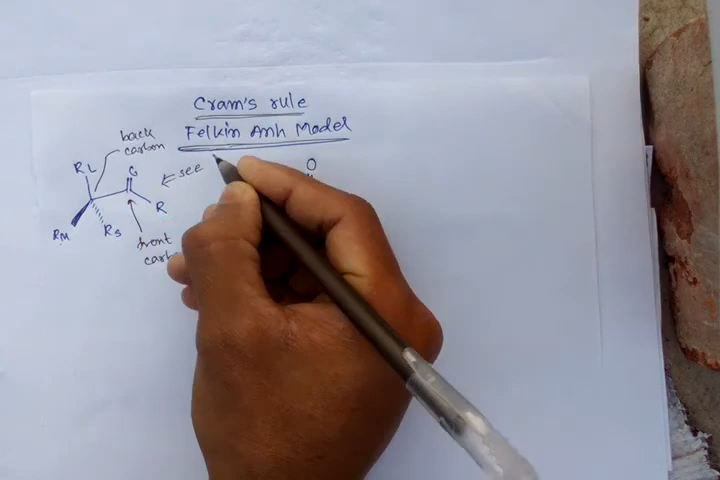 Cram's rule
Felkin Anh Model
back
carbon
RL
O
← see
R
RM
RS
front
O